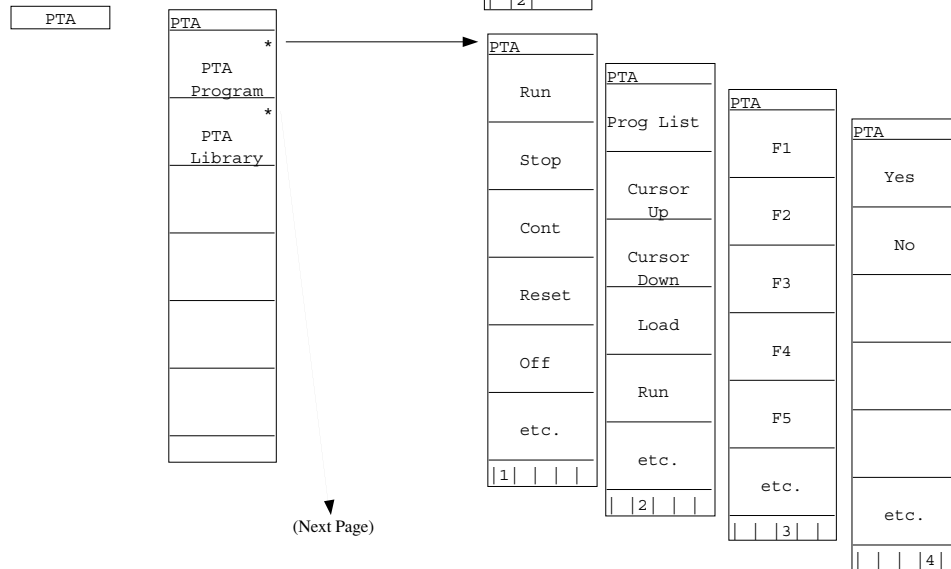 | |2|
PTA
PTA
*
PTA
Program
*
PTA
Library
(Next Page)
PTA
Run
Stop
Cont
Reset
Off
etc.
|1| | | |
PTA
Prog List
Cursor
Up
Cursor
Down
Load
Run
etc.
| |2| | |
PTA
F1
F2
F3
F4
F5
etc.
| | |3| |
PTA
Yes
No
etc.
| | | |4|